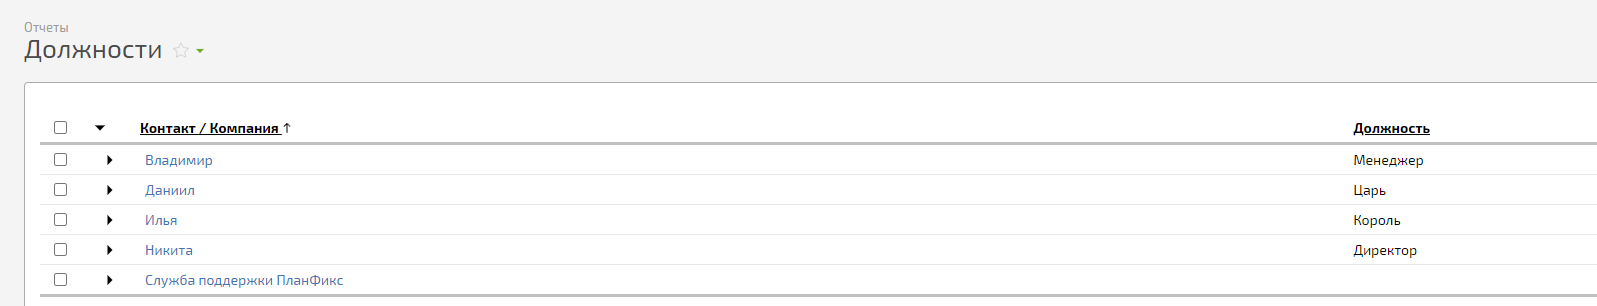 Отчеты
Должности
Контакт / Компания ↑ Должность
Владимир Менеджер
Даниил Царь
Илья Король
Никита Директор
Служба поддержки ПланФикс